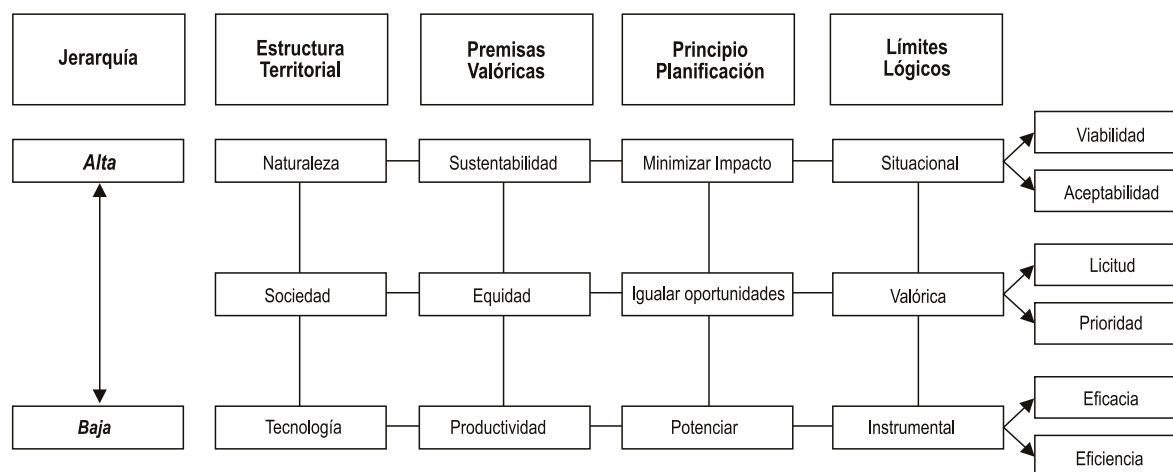 Jerarquía
Estructura
Territorial
Premisas
Valóricas
Principio
Planificación
Límites
Lógicos
Alta
Naturaleza
Sustentabilidad
Minimizar Impacto
Situacional
Viabilidad
Aceptabilidad
Sociedad
Equidad
Igualar oportunidades
Valórica
Licitud
Prioridad
Baja
Tecnología
Productividad
Potenciar
Instrumental
Eficacia
Eficiencia